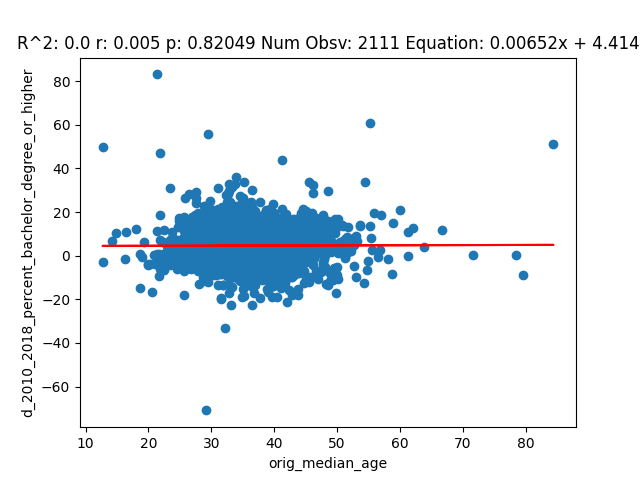 R^2: 0.0 r: 0.005 p: 0.82049 Num Obsv: 2111 Equation: 0.00652x + 4.414
d_2010_2018_percent_bachelor_degree_or_higher
80
60
40
20
0
−20
−40
−60
10 20 30 40 50 60 70 80
orig_median_age